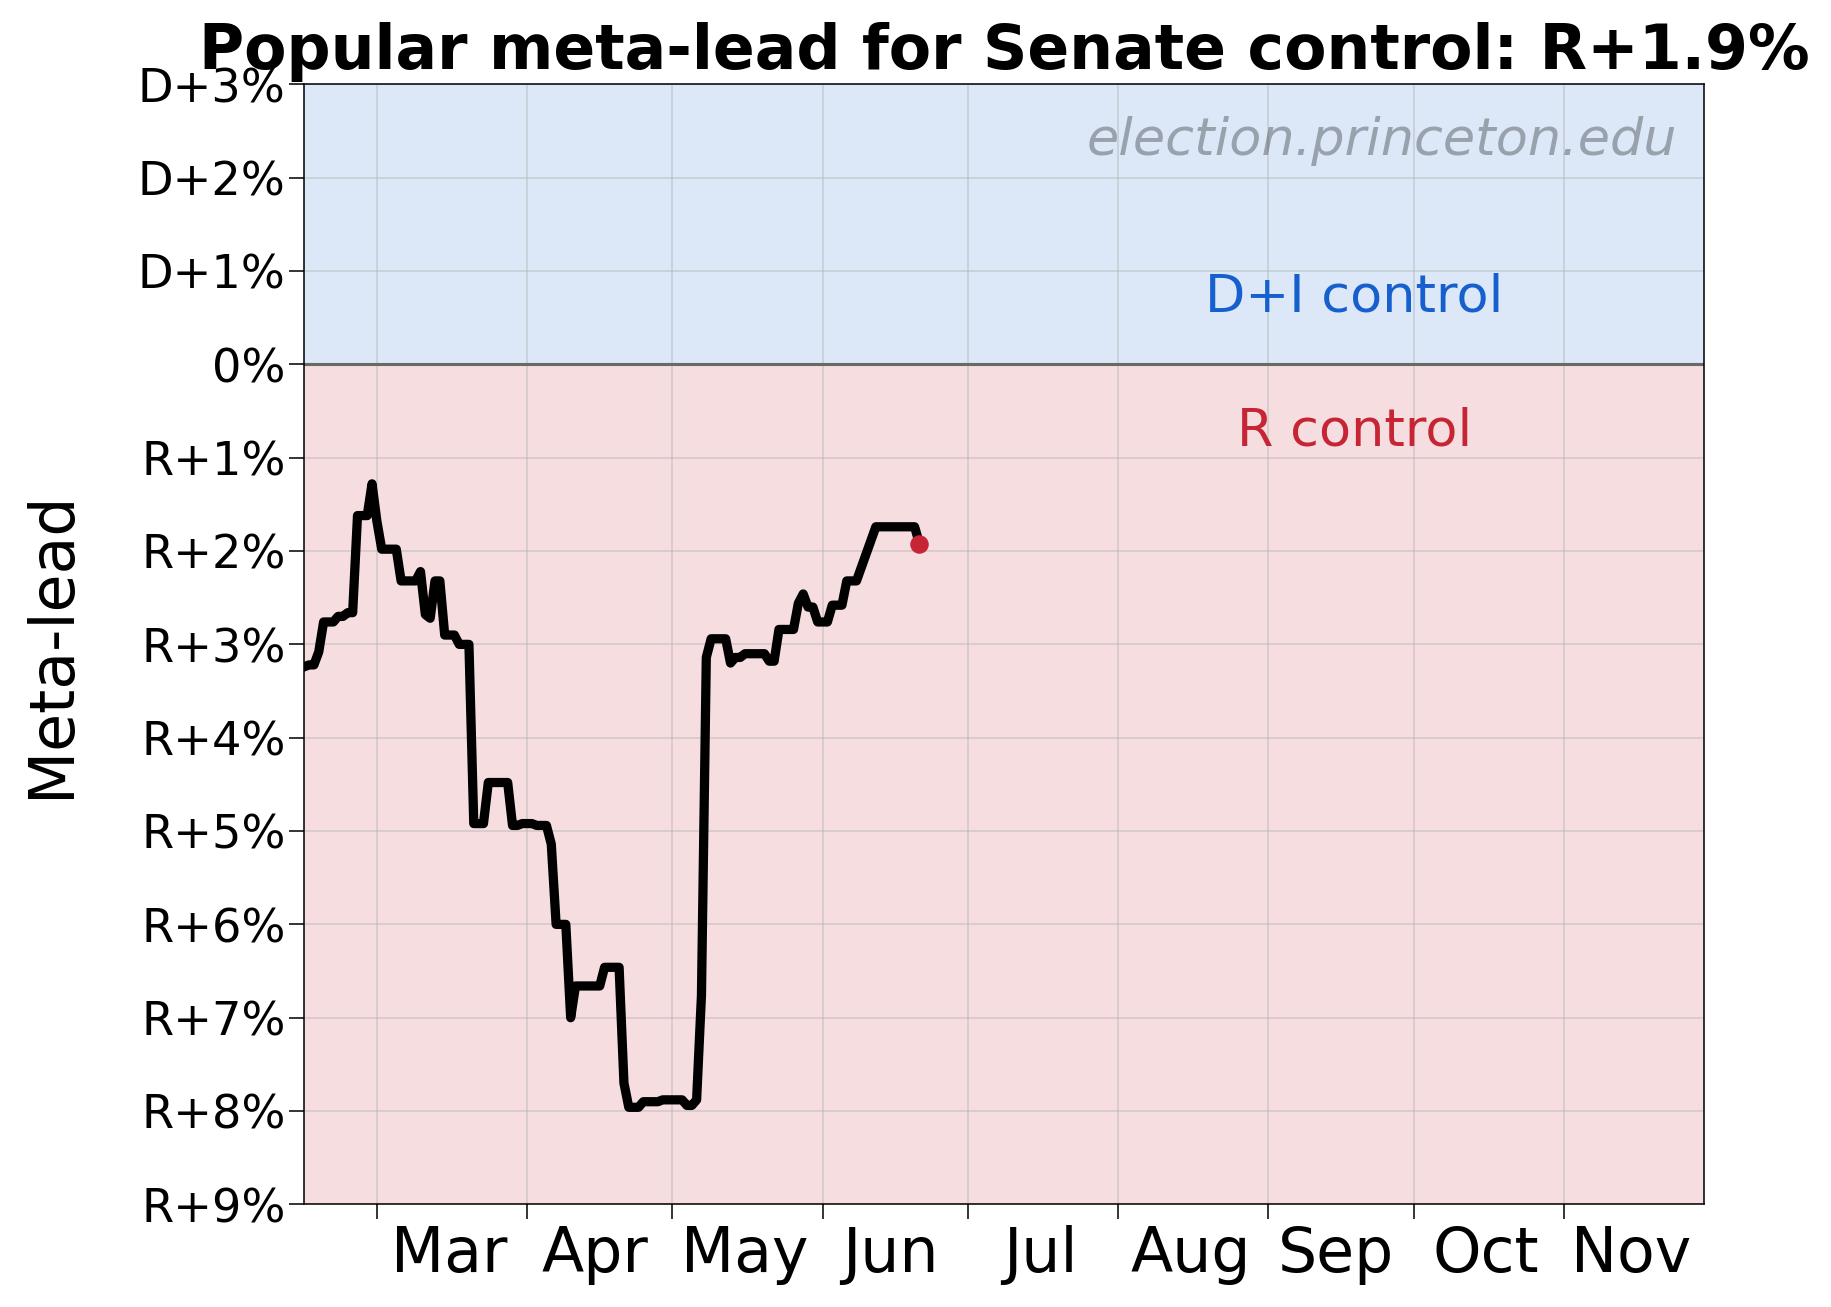 Popular meta-lead for Senate control: R+1.9%
D+3%
election.princeton.edu
D+2%
D+1%
D+I control
0%
R control
R+1%
R+2%
R+3%
Meta-lead
R+4%
R+5%
R+6%
R+7%
R+8%
R+9%
Mar Apr May Jun Jul Aug Sep Oct Nov